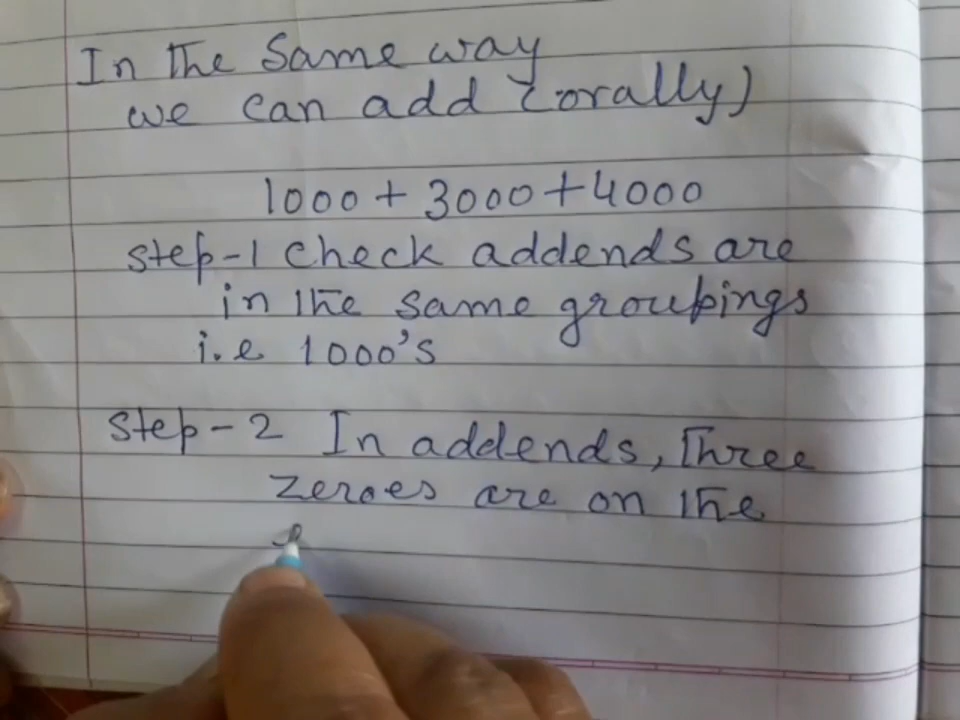 In the same way
we can add (orally)
1000 + 3000 + 4000
Step-1 Check addends are
in the same groupings
i.e 1000's
Step-2 In addends, Three
zeroes are on the